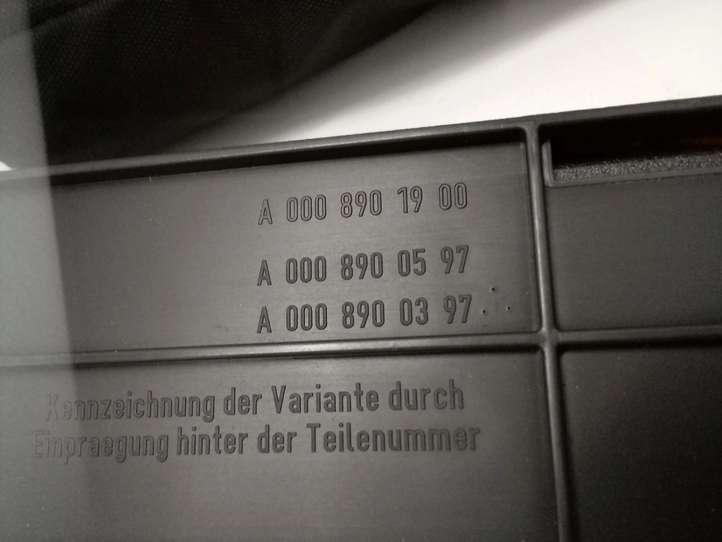 A 000 890 19 00
A 000 890 05 97
A 000 890 03 97
Kennzeichnung der Variante durch
Einpraegung hinter der Teilenummer